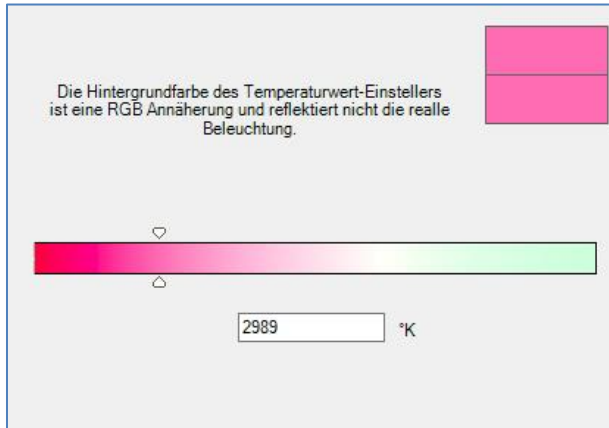 Die Hintergrundfarbe des Temperaturwert-Einstellers
ist eine RGB Annäherung und reflektiert nicht die realle
Beleuchtung.
2989 °K